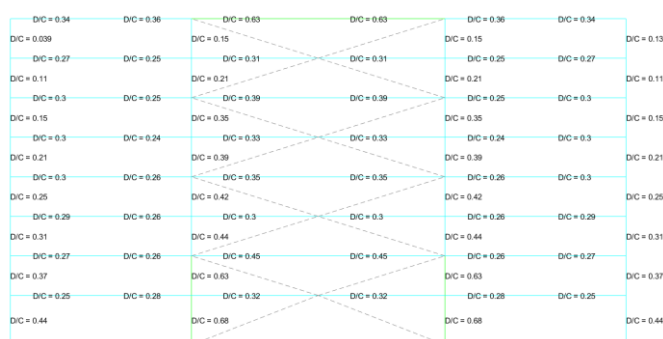 D/C = 0.34 D/C = 0.36 D/C = 0.63 D/C = 0.63 D/C = 0.36 D/C = 0.34
D/C = 0.039 D/C = 0.15 D/C = 0.15 D/C = 0.13
D/C = 0.27 D/C = 0.25 D/C = 0.31 D/C = 0.31 D/C = 0.25 D/C = 0.27
D/C = 0.11 D/C = 0.21 D/C = 0.21 D/C = 0.11
D/C = 0.3 D/C = 0.25 D/C = 0.39 D/C = 0.39 D/C = 0.25 D/C = 0.3
D/C = 0.15 D/C = 0.35 D/C = 0.35 D/C = 0.15
D/C = 0.3 D/C = 0.24 D/C = 0.33 D/C = 0.33 D/C = 0.24 D/C = 0.3
D/C = 0.21 D/C = 0.39 D/C = 0.39 D/C = 0.21
D/C = 0.3 D/C = 0.26 D/C = 0.35 D/C = 0.35 D/C = 0.26 D/C = 0.3
D/C = 0.25 D/C = 0.42 D/C = 0.42 D/C = 0.25
D/C = 0.29 D/C = 0.26 D/C = 0.3 D/C = 0.3 D/C = 0.26 D/C = 0.29
D/C = 0.31 D/C = 0.44 D/C = 0.44 D/C = 0.31
D/C = 0.27 D/C = 0.26 D/C = 0.45 D/C = 0.45 D/C = 0.26 D/C = 0.27
D/C = 0.37 D/C = 0.63 D/C = 0.63 D/C = 0.37
D/C = 0.25 D/C = 0.28 D/C = 0.32 D/C = 0.32 D/C = 0.28 D/C = 0.25
D/C = 0.44 D/C = 0.68 D/C = 0.68 D/C = 0.44